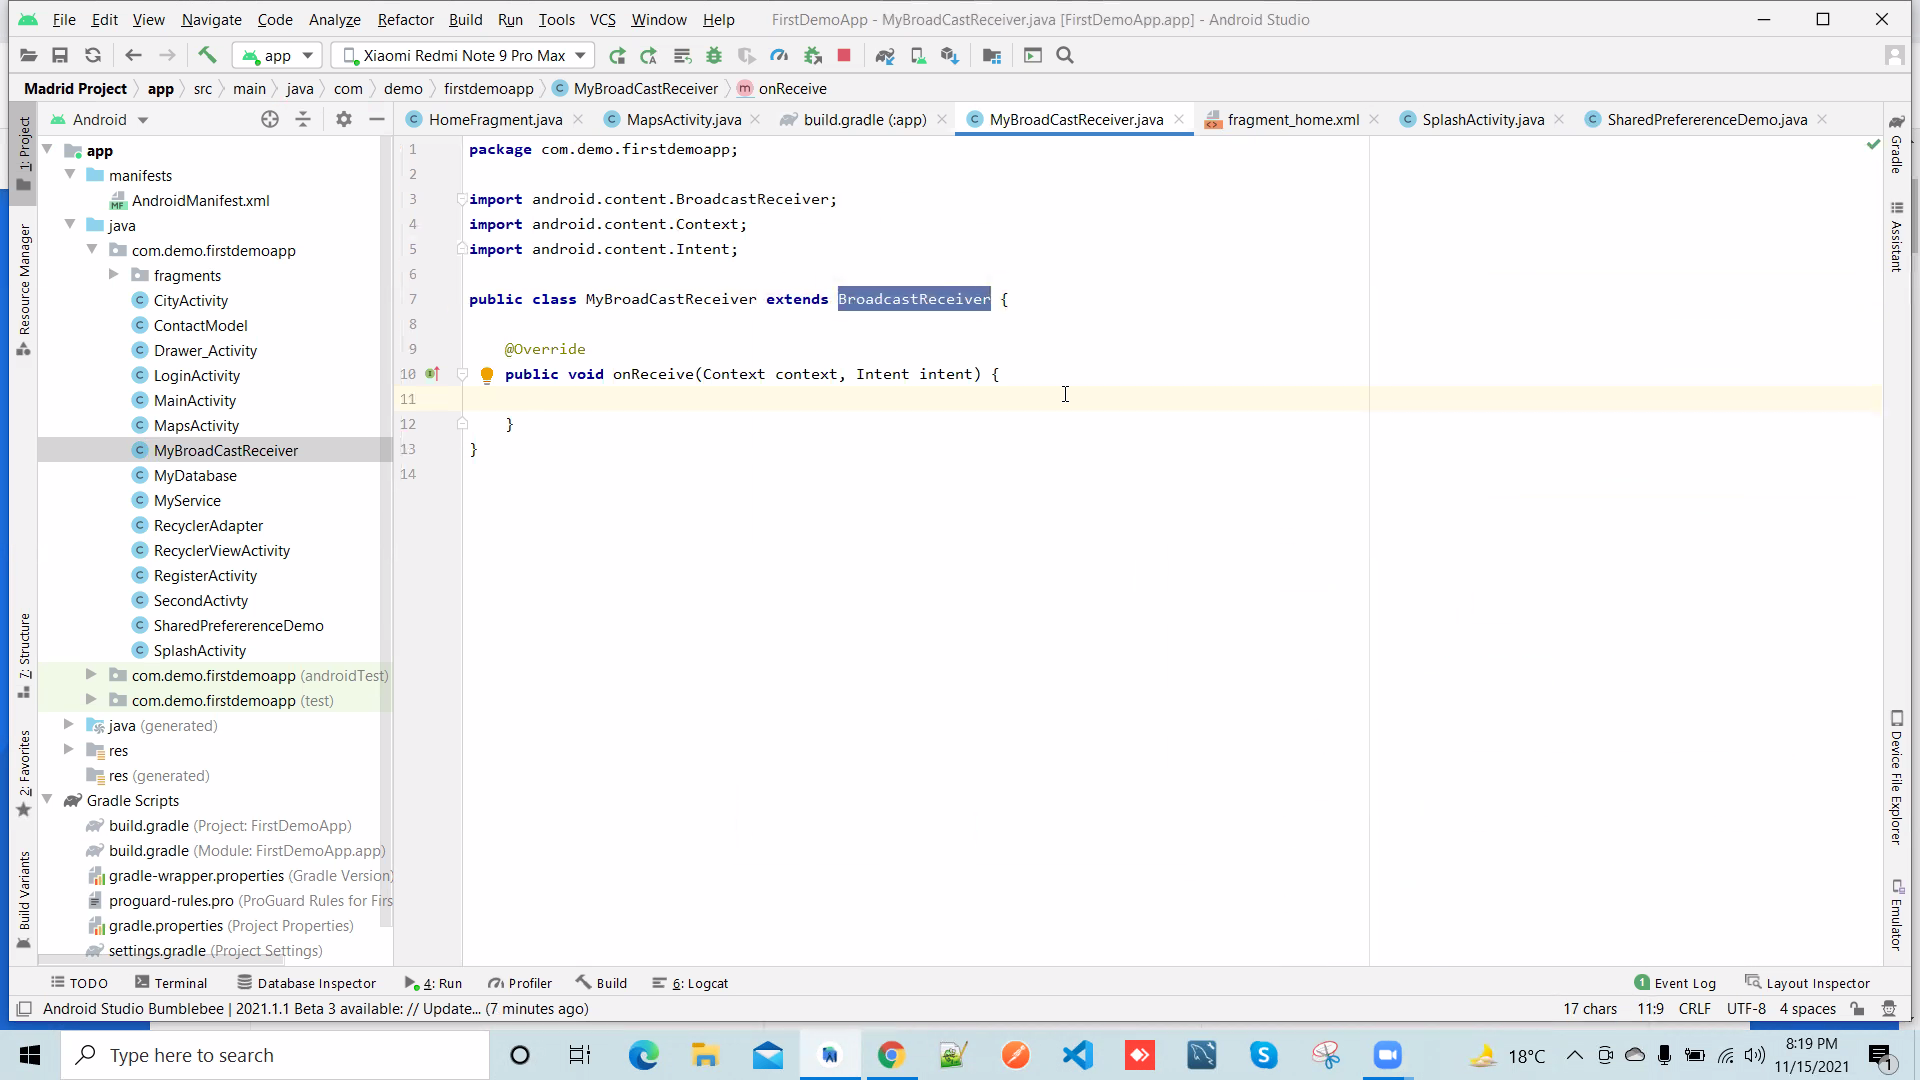 File Edit View Navigate Code Analyze Refactor Build Run Tools VCS Window Help FirstDemoApp - MyBroadCastReceiver.java [FirstDemoApp.app] - Android Studio
app Xiaomi Redmi Note 9 Pro Max
Madrid Project app src main java com demo firstdemoapp MyBroadCastReceiver onReceive
Android
HomeFragment.java MapsActivity.java build.gradle (:app) MyBroadCastReceiver.java fragment_home.xml SplashActivity.java SharedPrefererenceDemo.java
1: Project
Resource Manager
7: Structure
2: Favorites
Build Variants
app
manifests
AndroidManifest.xml
java
com.demo.firstdemoapp
fragments
CityActivity
ContactModel
Drawer_Activity
LoginActivity
MainActivity
MapsActivity
MyBroadCastReceiver
MyDatabase
MyService
RecyclerAdapter
RecyclerViewActivity
RegisterActivity
SecondActivty
SharedPrefererenceDemo
SplashActivity
com.demo.firstdemoapp (androidTest)
com.demo.firstdemoapp (test)
java (generated)
res
res (generated)
Gradle Scripts
build.gradle (Project: FirstDemoApp)
build.gradle (Module: FirstDemoApp.app)
gradle-wrapper.properties (Gradle Version)
proguard-rules.pro (ProGuard Rules for Firs
gradle.properties (Project Properties)
settings.gradle (Project Settings)
1 package com.demo.firstdemoapp;
2
3 import android.content.BroadcastReceiver;
4 import android.content.Context;
5 import android.content.Intent;
6
7 public class MyBroadCastReceiver extends BroadcastReceiver {
8
9 @Override
10 public void onReceive(Context context, Intent intent) {
11
12 }
13 }
14
Gradle
Assistant
Device File Explorer
Emulator
TODO Terminal Database Inspector 4: Run Profiler Build 6: Logcat 1 Event Log Layout Inspector
Android Studio Bumblebee | 2021.1.1 Beta 3 available: // Update... (7 minutes ago) 17 chars 11:9 CRLF UTF-8 4 spaces
Type here to search
18°C
8:19 PM
11/15/2021
1